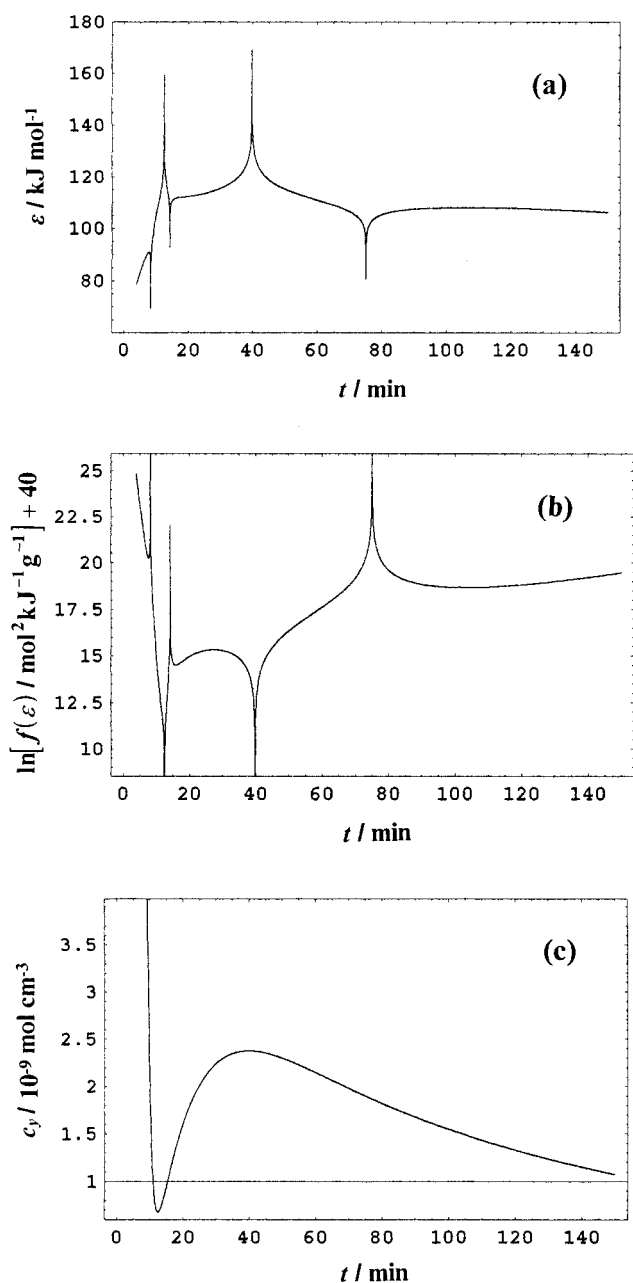 180
160
(a)
140
120
100
80
ε / kJ mol⁻¹
0 20 40 60 80 100 120 140
t / min
25
22.5
(b)
20
17.5
15
12.5
10
ln[f(ε) / mol²kJ⁻¹g⁻¹] + 40
0 20 40 60 80 100 120 140
t / min
3.5
(c)
3
2.5
2
1.5
1
c_y / 10⁻⁹ mol cm⁻³
0 20 40 60 80 100 120 140
t / min